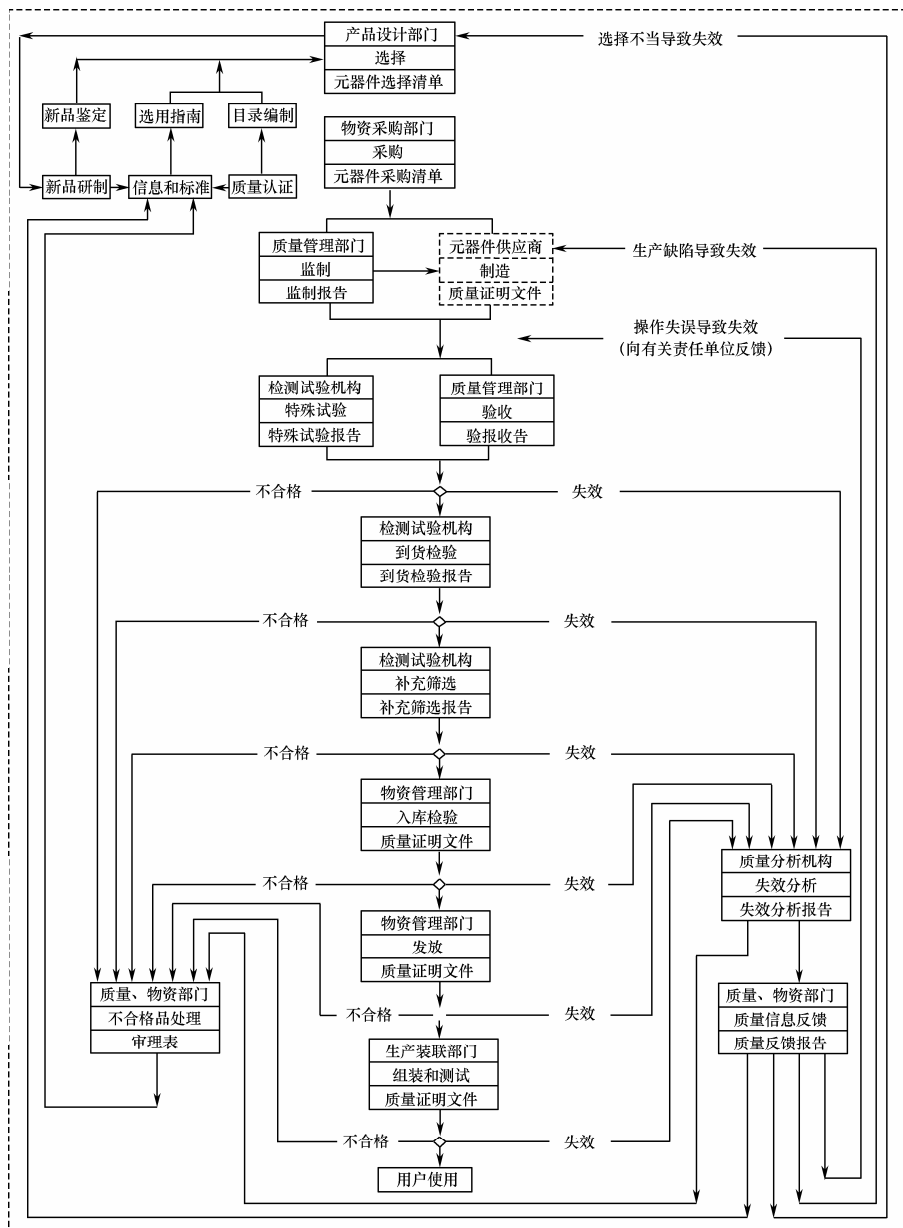 产品设计部门
选择
元器件选择清单
选择不当导致失效
新品鉴定
选用指南
目录编制
物资采购部门
采购
元器件采购清单
新品研制
信息和标准
质量认证
质量管理部门
监制
监制报告
元器件供应商
制造
质量证明文件
生产缺陷导致失效
操作失误导致失效
(向有关责任单位反馈)
检测试验机构
特殊试验
特殊试验报告
质量管理部门
验收
验报收告
不合格
失效
检测试验机构
到货检验
到货检验报告
不合格
失效
检测试验机构
补充筛选
补充筛选报告
不合格
失效
物资管理部门
入库检验
质量证明文件
质量分析机构
失效分析
失效分析报告
不合格
失效
物资管理部门
发放
质量证明文件
质量、物资部门
不合格品处理
审理表
质量、物资部门
质量信息反馈
质量反馈报告
不合格
失效
生产装联部门
组装和测试
质量证明文件
不合格
失效
用户使用